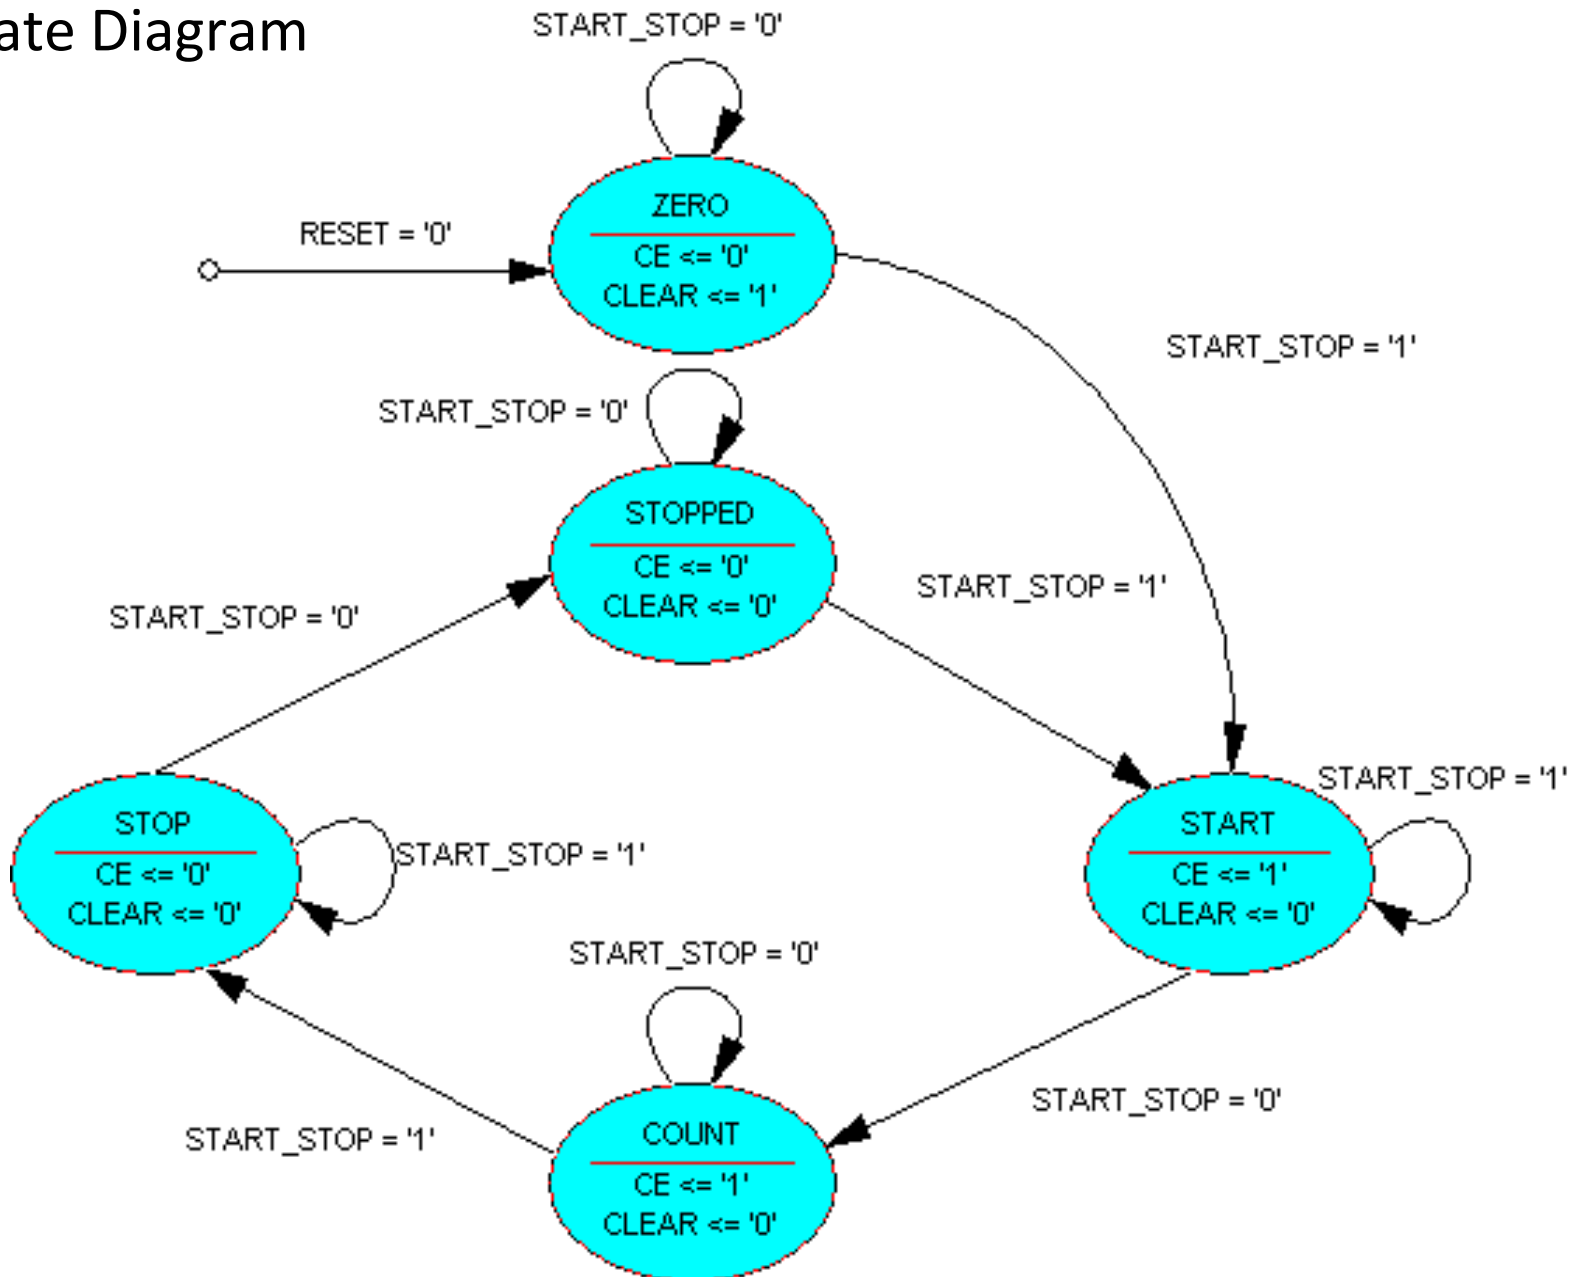 ate Diagram
START_STOP = '0'
ZERO
CE <= '0'
CLEAR <= '1'
RESET = '0'
START_STOP = '1'
START_STOP = '0'
STOPPED
CE <= '0'
CLEAR <= '0'
START_STOP = '1'
START_STOP = '0'
START_STOP = '1'
STOP
CE <= '0'
CLEAR <= '0'
START_STOP = '1'
START
CE <= '1'
CLEAR <= '0'
START_STOP = '0'
START_STOP = '0'
START_STOP = '1'
COUNT
CE <= '1'
CLEAR <= '0'